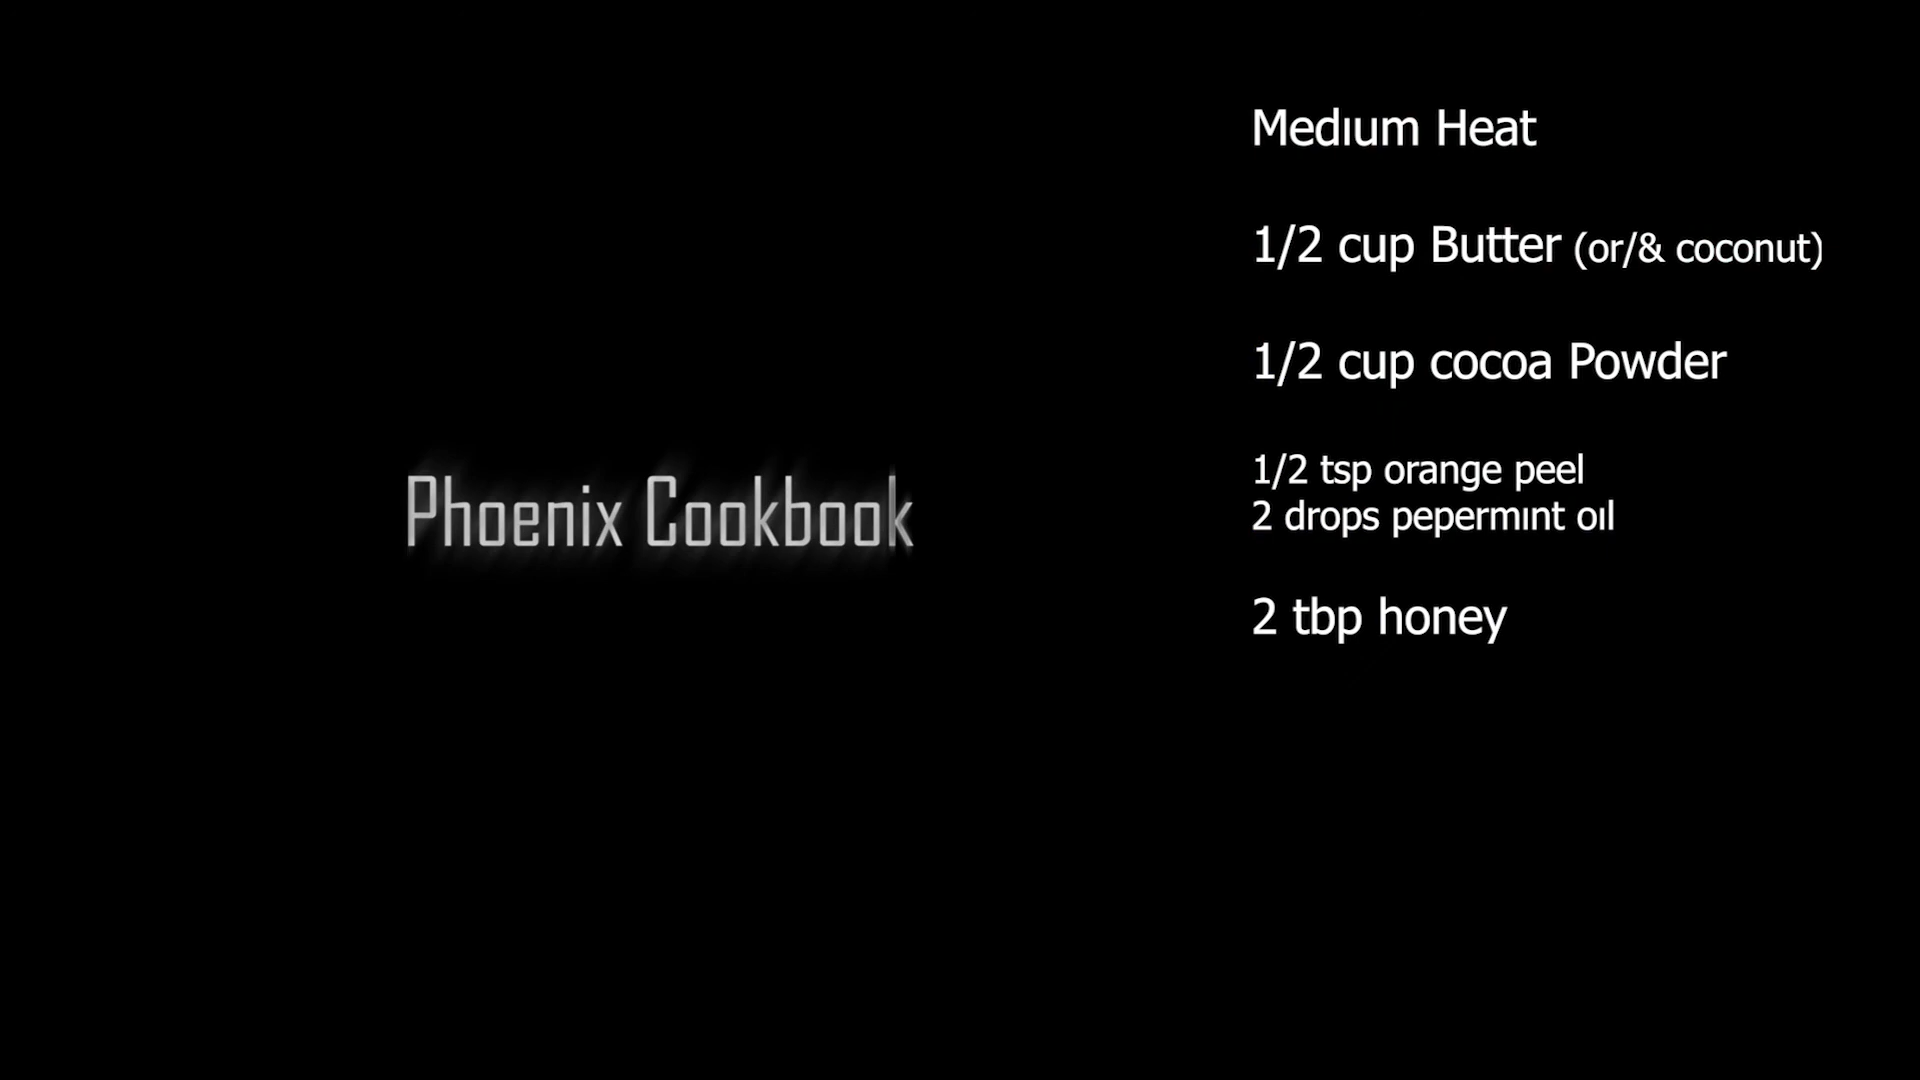 Medium Heat
1/2 cup Butter (or/& coconut)
1/2 cup cocoa Powder
Phoenix Cookbook
1/2 tsp orange peel
2 drops pepermint oil
2 tbp honey